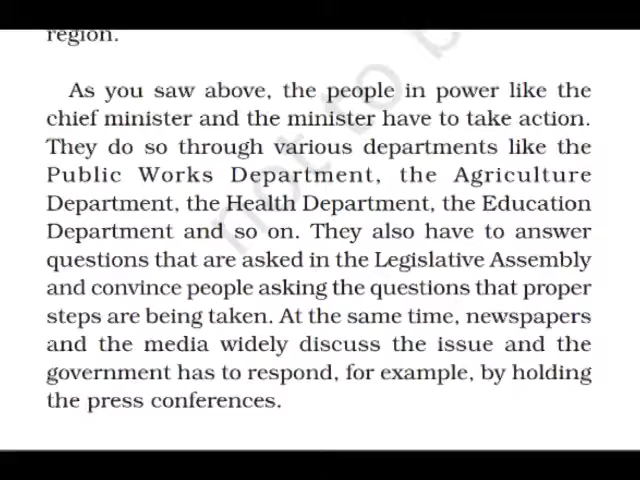 region.
As you saw above, the people in power like the
chief minister and the minister have to take action.
They do so through various departments like the
Public Works Department, the Agriculture
Department, the Health Department, the Education
Department and so on. They also have to answer
questions that are asked in the Legislative Assembly
and convince people asking the questions that proper
steps are being taken. At the same time, newspapers
and the media widely discuss the issue and the
government has to respond, for example, by holding
the press conferences.
not to b